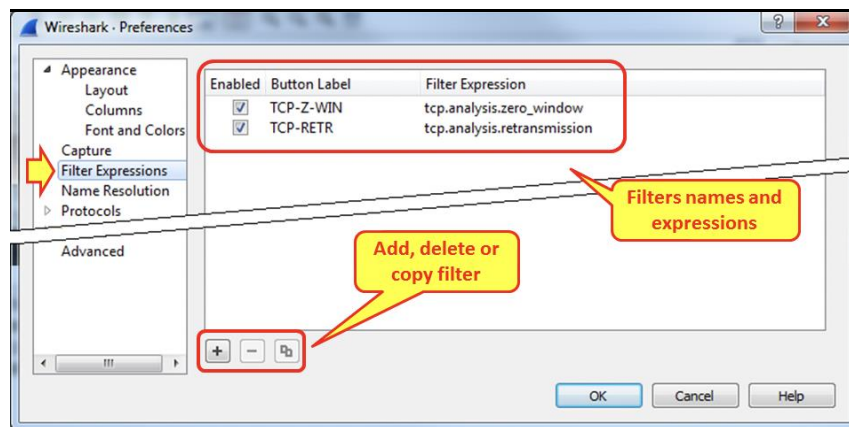 Wireshark · Preferences
Appearance
Layout
Columns
Font and Colors
Capture
Filter Expressions
Name Resolution
Protocols
Advanced
Enabled Button Label Filter Expression
TCP-Z-WIN tcp.analysis.zero_window
TCP-RETR tcp.analysis.retransmission
Filters names and
expressions
Add, delete or
copy filter
OK Cancel Help